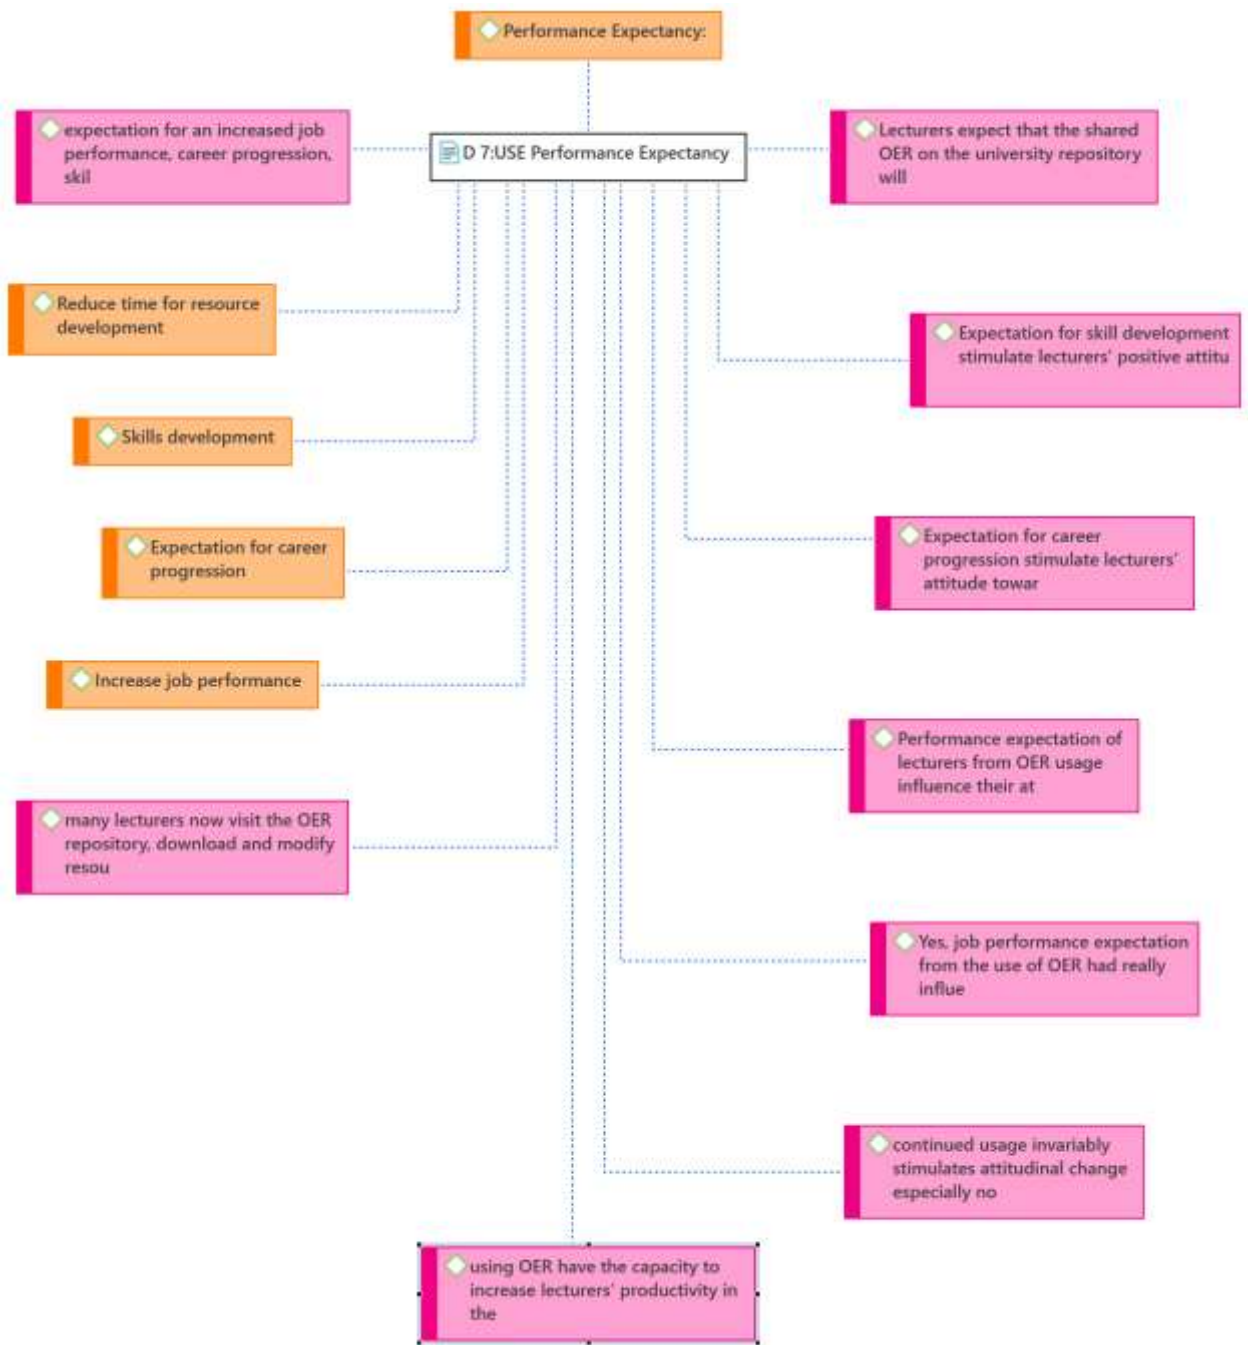 Performance Expectancy:
expectation for an increased job
performance, career progression,
skil
D 7:USE Performance Expectancy
Lecturers expect that the shared
OER on the university repository
will
Reduce time for resource
development
Expectation for skill development
stimulate lecturers' positive attitu
Skills development
Expectation for career
progression
Expectation for career
progression stimulate lecturers'
attitude towar
Increase job performance
Performance expectation of
lecturers from OER usage
influence their at
many lecturers now visit the OER
repository, download and modify
resou
Yes, job performance expectation
from the use of OER had really
influe
continued usage invariably
stimulates attitudinal change
especially no
using OER have the capacity to
increase lecturers' productivity in
the